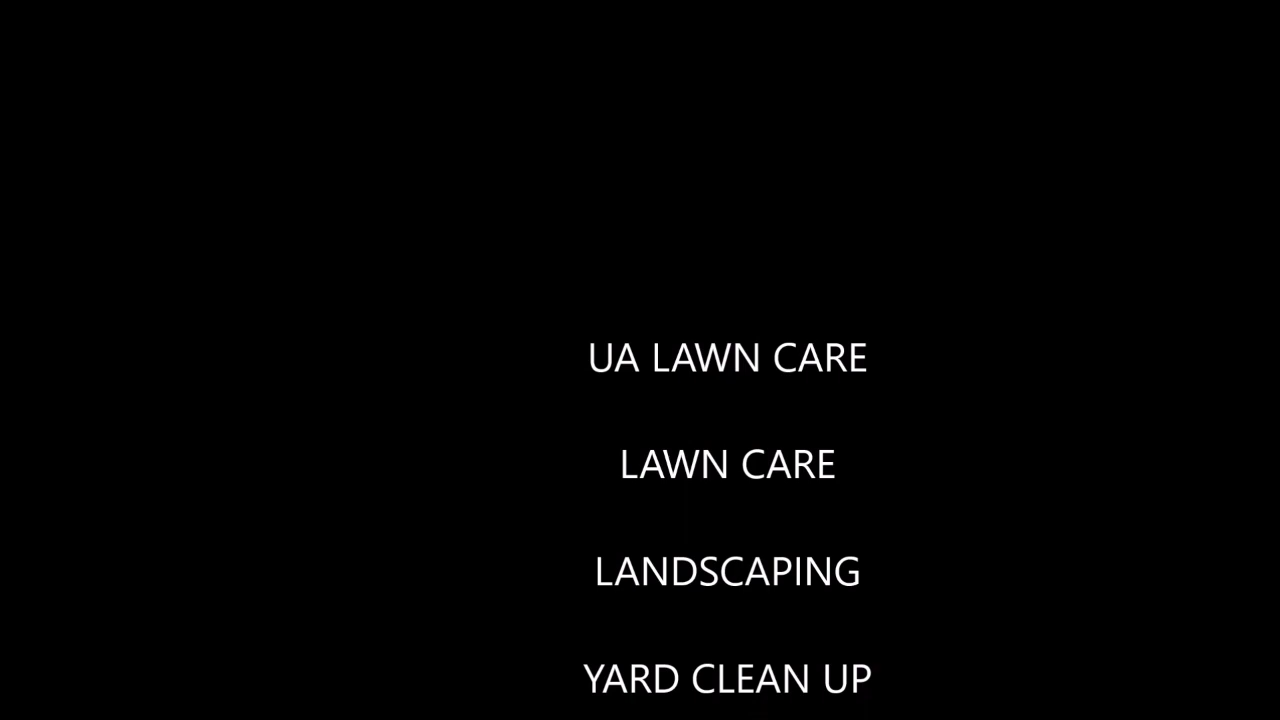 UA LAWN CARE
LAWN CARE
LANDSCAPING
YARD CLEAN UP